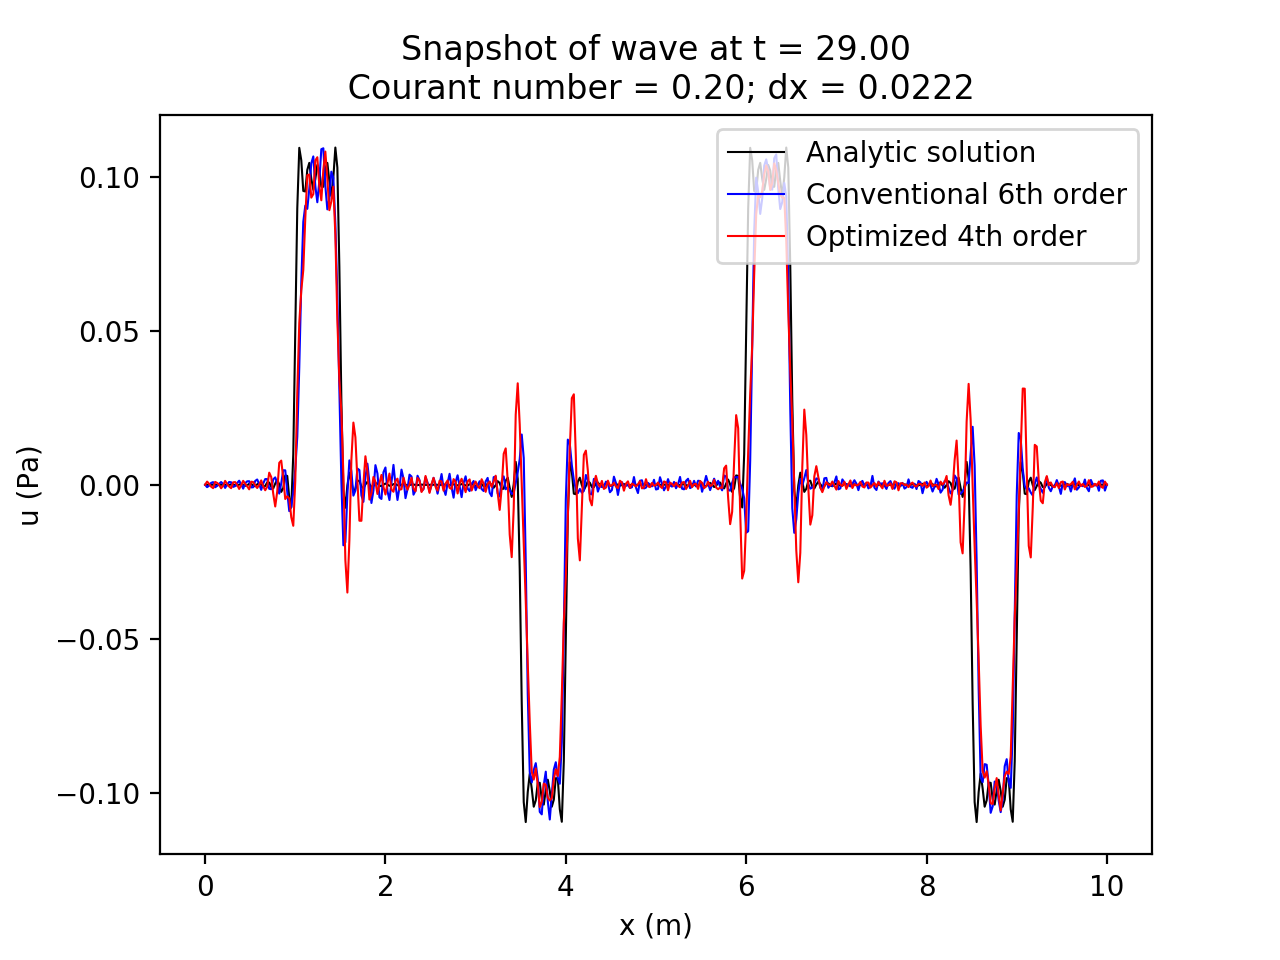 Snapshot of wave at t = 29.00
Courant number = 0.20; dx = 0.0222
Analytic solution
Conventional 6th order
Optimized 4th order
0.10
0.05
0.00
−0.05
−0.10
u (Pa)
0 2 4 6 8 10
x (m)